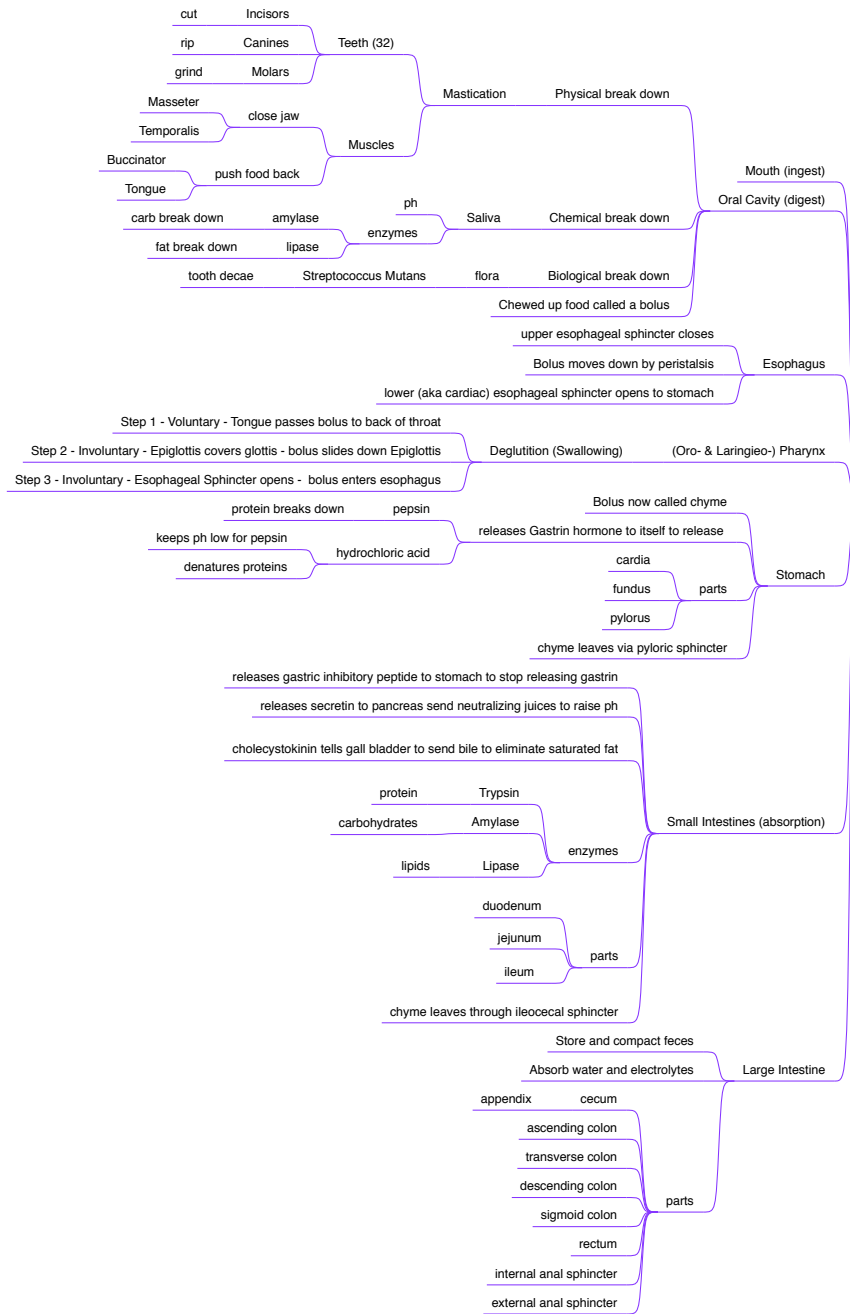 cut
Incisors
rip
Canines
Teeth (32)
grind
Molars
Mastication
Physical break down
Masseter
close jaw
Temporalis
Muscles
Buccinator
push food back
Tongue
Mouth (ingest)
Oral Cavity (digest)
ph
carb break down
amylase
Saliva
Chemical break down
enzymes
fat break down
lipase
tooth decae
Streptococcus Mutans
flora
Biological break down
Chewed up food called a bolus
upper esophageal sphincter closes
Bolus moves down by peristalsis
Esophagus
lower (aka cardiac) esophageal sphincter opens to stomach
Step 1 - Voluntary - Tongue passes bolus to back of throat
Step 2 - Involuntary - Epiglottis covers glottis - bolus slides down Epiglottis
Deglutition (Swallowing)
(Oro- & Laringieo-) Pharynx
Step 3 - Involuntary - Esophageal Sphincter opens -  bolus enters esophagus
Bolus now called chyme
protein breaks down
pepsin
releases Gastrin hormone to itself to release
keeps ph low for pepsin
hydrochloric acid
denatures proteins
cardia
Stomach
fundus
parts
pylorus
chyme leaves via pyloric sphincter
releases gastric inhibitory peptide to stomach to stop releasing gastrin
releases secretin to pancreas send neutralizing juices to raise ph
cholecystokinin tells gall bladder to send bile to eliminate saturated fat
protein
Trypsin
carbohydrates
Amylase
Small Intestines (absorption)
enzymes
lipids
Lipase
duodenum
jejunum
parts
ileum
chyme leaves through ileocecal sphincter
Store and compact feces
Absorb water and electrolytes
Large Intestine
appendix
cecum
ascending colon
transverse colon
descending colon
parts
sigmoid colon
rectum
internal anal sphincter
external anal sphincter